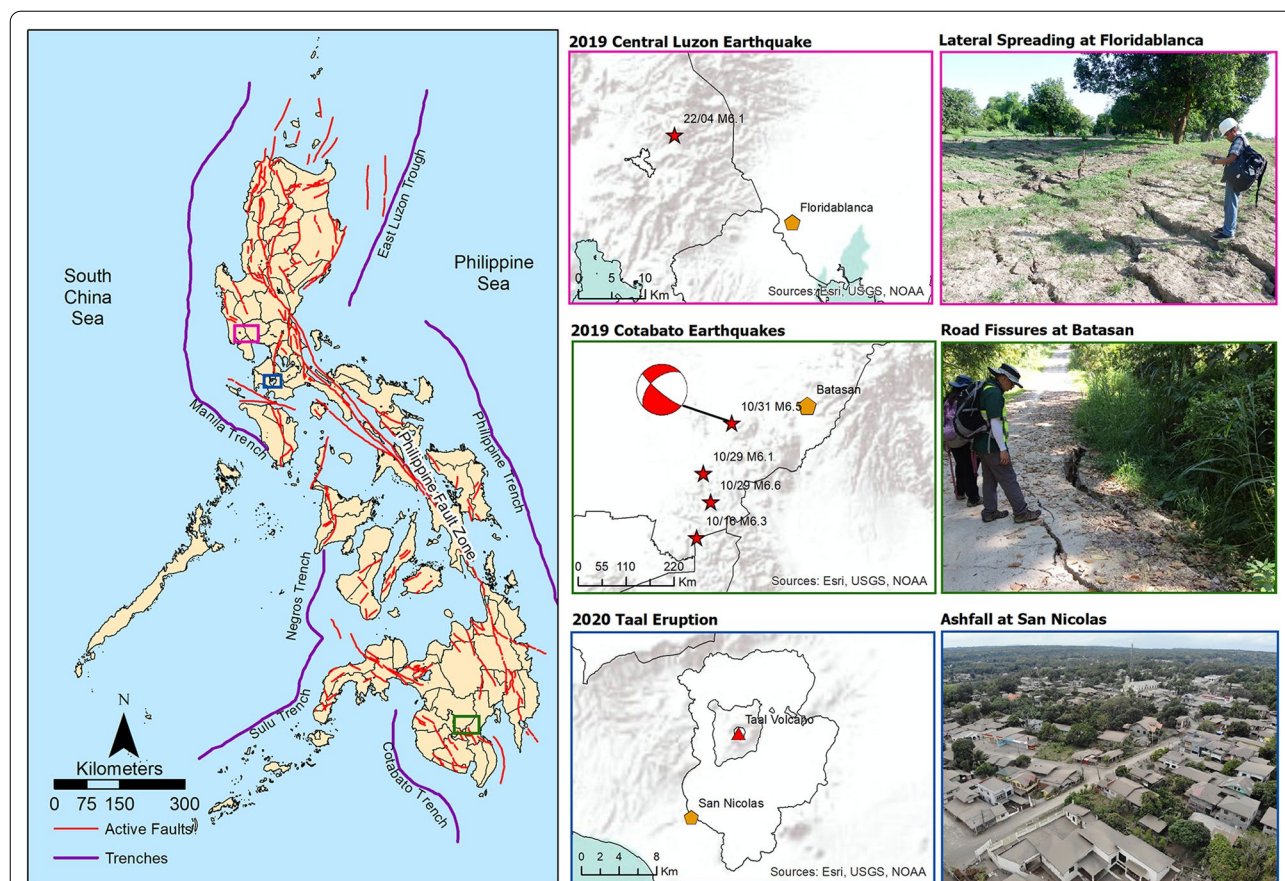 South
China
Sea
Philippine
Sea
East Luzon Trough
Manila Trench
Philippine Trench
Philippine Fault Zone
Negros Trench
Sulu Trench
Cotabato Trench
N
Kilometers
0 75 150 300
Active Faults
Trenches
2019 Central Luzon Earthquake
22/04 M6.1
Floridablanca
0 5 10
Km
Sources: Esri, USGS, NOAA
Lateral Spreading at Floridablanca
2019 Cotabato Earthquakes
Batasan
10/31 M6.5
10/29 M6.1
10/29 M6.6
10/16 M6.3
0 55 110 220
Km
Sources: Esri, USGS, NOAA
Road Fissures at Batasan
2020 Taal Eruption
Taal Volcano
San Nicolas
0 2 4 8
Km
Sources: Esri, USGS, NOAA
Ashfall at San Nicolas